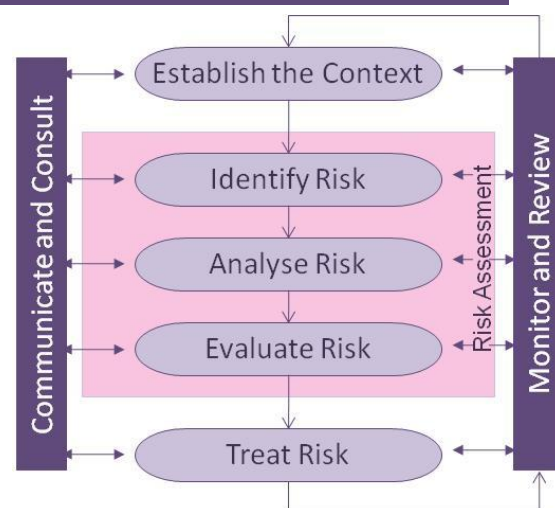 Establish the Context
Communicate and Consult
Identify Risk
Analyse Risk
Evaluate Risk
Risk Assessment
Monitor and Review
Treat Risk